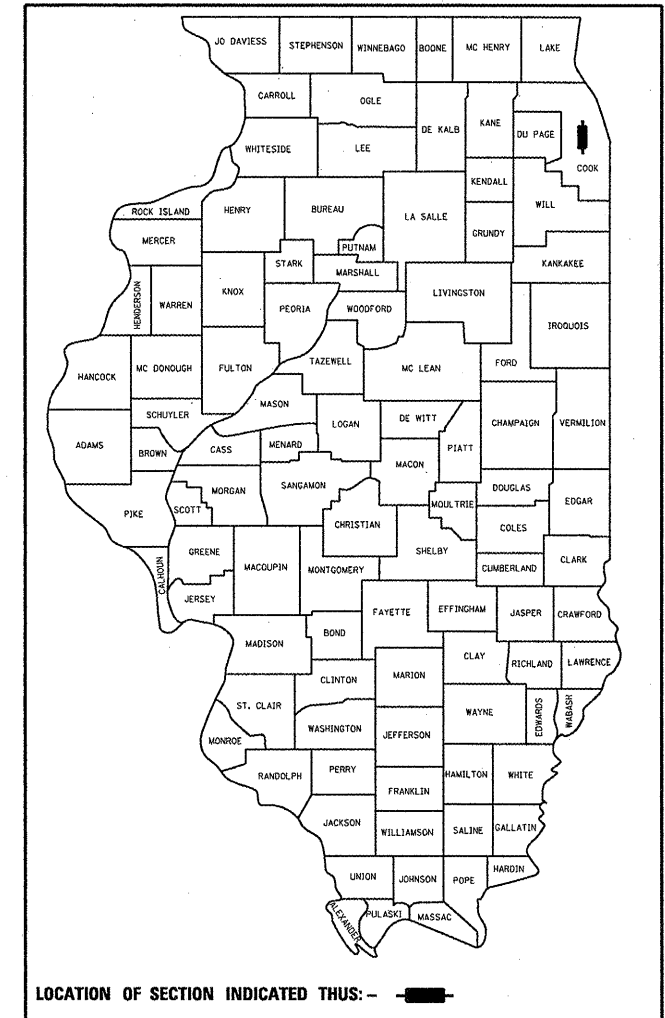 JO DAVIESS STEPHENSON WINNEBAGO BOONE MC HENRY LAKE
CARROLL OGLE DE KALB KANE DU PAGE COOK
WHITESIDE LEE
KENDALL WILL
ROCK ISLAND HENRY BUREAU LA SALLE GRUNDY
MERCER PUTNAM KANKAKEE
STARK MARSHALL
HENDERSON WARREN KNOX PEORIA WOODFORD LIVINGSTON IROQUOIS
HANCOCK MC DONOUGH FULTON TAZEWELL MC LEAN FORD
SCHUYLER MASON LOGAN DE WITT CHAMPAIGN VERMILION
ADAMS BROWN CASS MENARD MACON PIATT
PIKE SCOTT MORGAN SANGAMON CHRISTIAN MOULTRIE DOUGLAS EDGAR
COLES
CALHOUN GREENE MACOUPIN MONTGOMERY SHELBY CUMBERLAND CLARK
JERSEY FAYETTE EFFINGHAM JASPER CRAWFORD
MADISON BOND
CLINTON MARION CLAY RICHLAND LAWRENCE
ST. CLAIR WASHINGTON JEFFERSON WAYNE EDWARDS WABASH
MONROE
RANDOLPH PERRY FRANKLIN HAMILTON WHITE
JACKSON WILLIAMSON SALINE GALLATIN
UNION JOHNSON POPE HARDIN
ALEXANDER PULASKI MASSAC
LOCATION OF SECTION INDICATED THUS:-